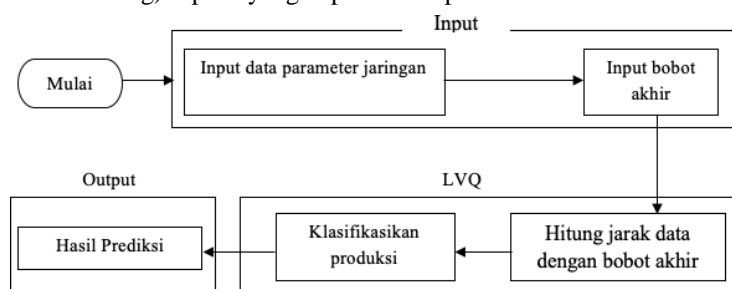 Input
Mulai
Input data parameter jaringan
Input bobot
akhir
Output
LVQ
Hasil Prediksi
Klasifikasikan
produksi
Hitung jarak data
dengan bobot akhir